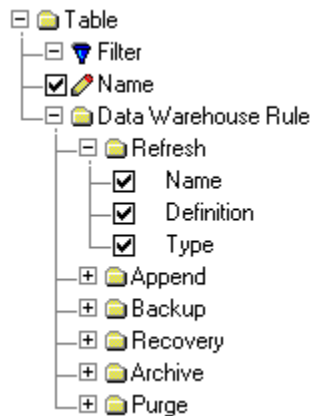 Table
Filter
Name
Data Warehouse Rule
Refresh
Name
Definition
Type
Append
Backup
Recovery
Archive
Purge